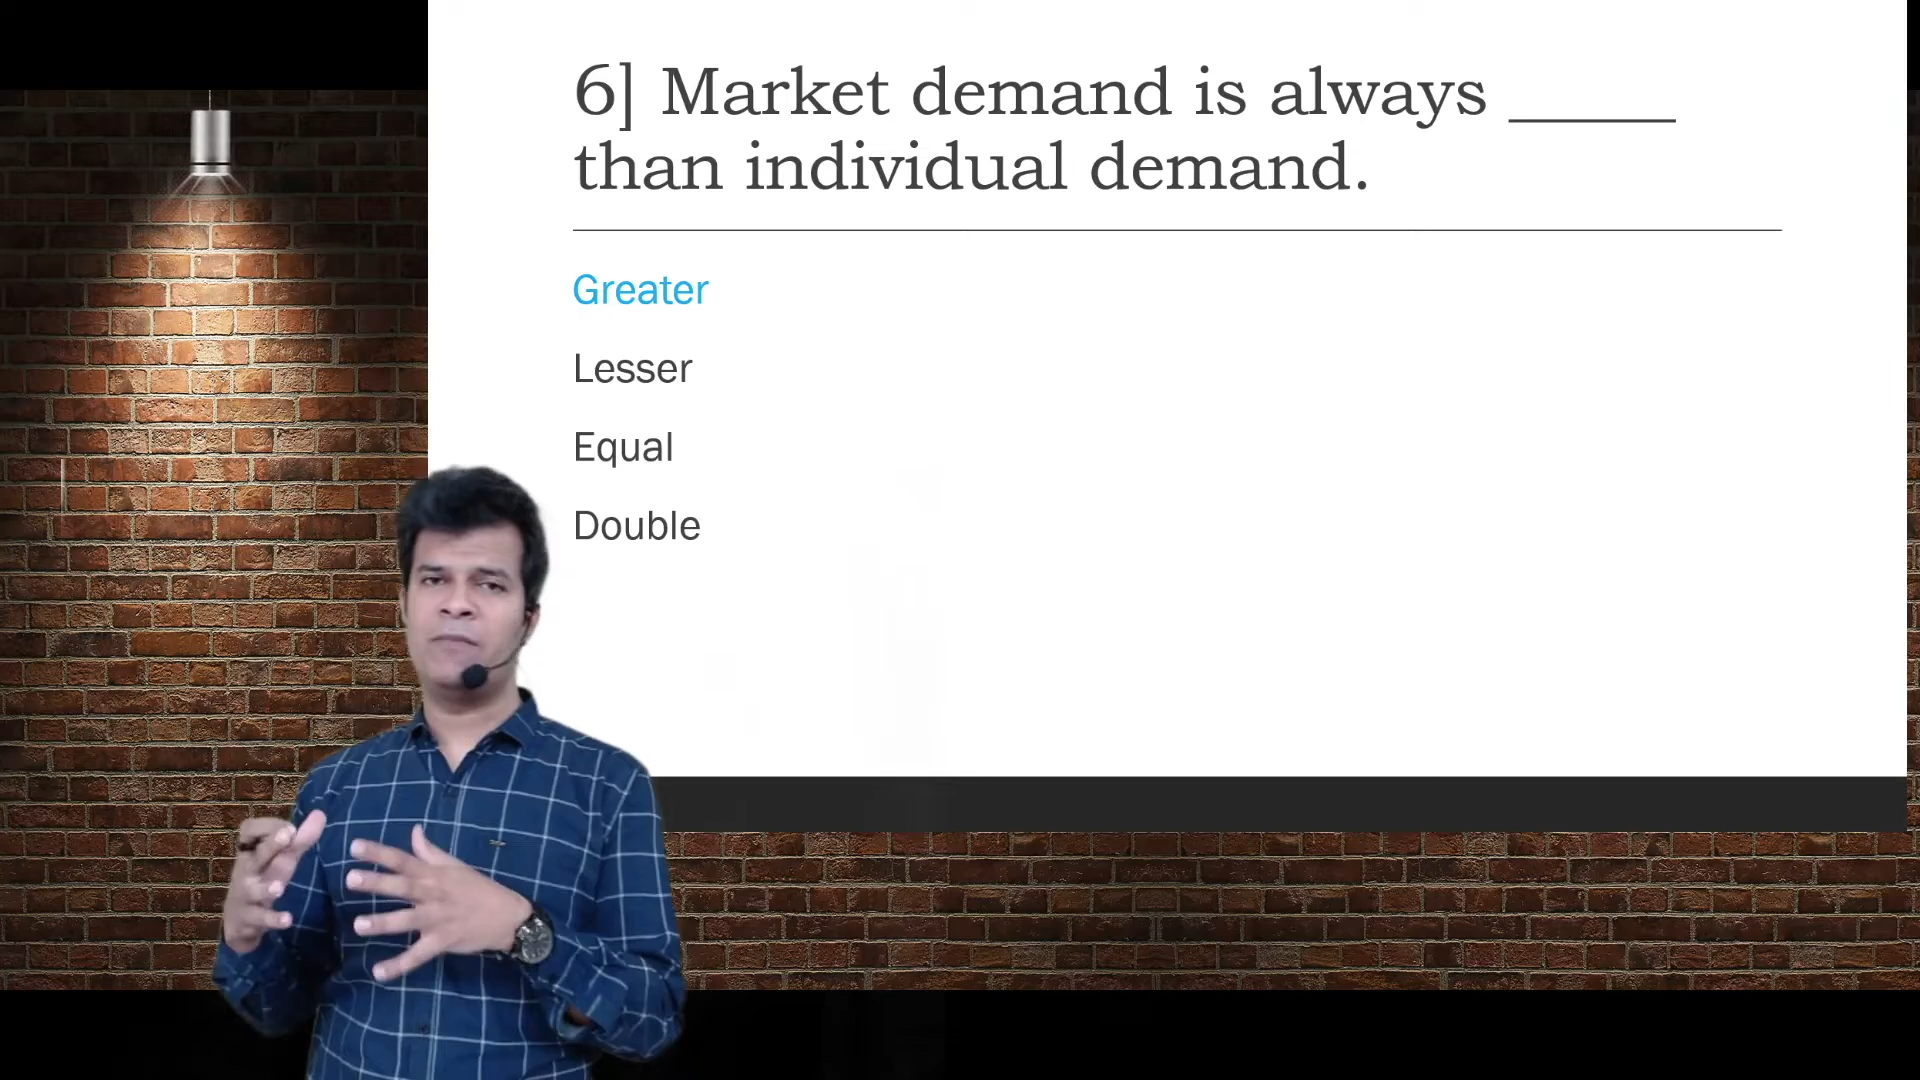 6] Market demand is always _____
than individual demand.
Greater
Lesser
Equal
Double